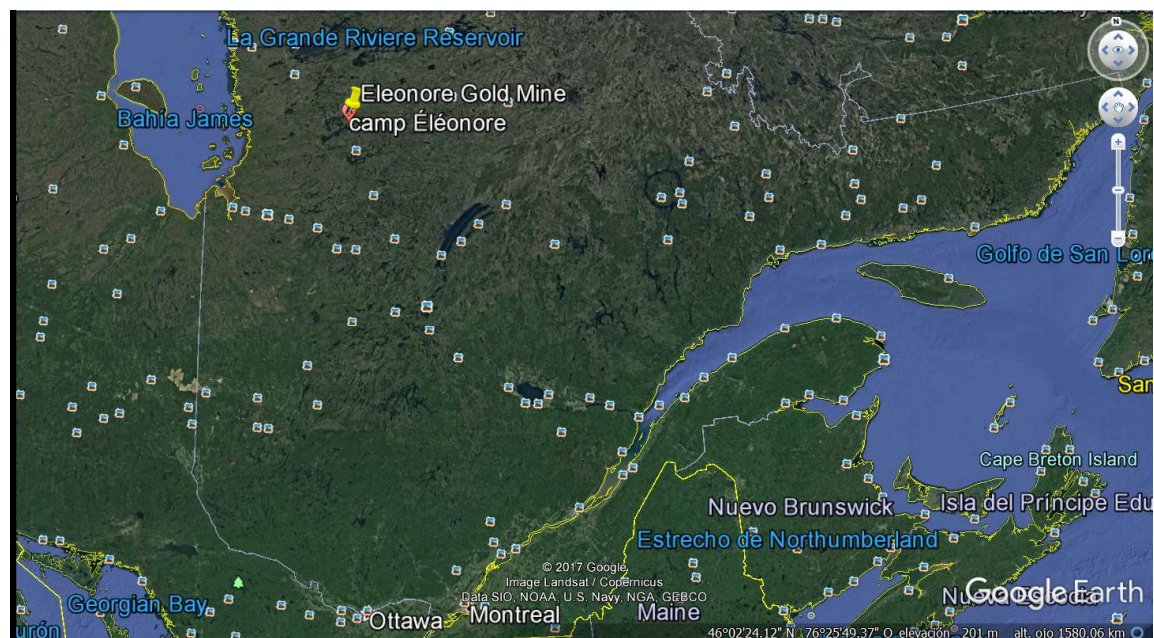 La Grande Riviere Reservoir
Eleonore Gold Mine
camp Éléonore
Bahía James
N
Golfo de San Lor
San
Cape Breton Island
Isla del Príncipe Edu
Nuevo Brunswick
Estrecho de Northumberland
© 2017 Google
Image Landsat / Copernicus
Data SIO, NOAA, U.S. Navy, NGA, GEBCO
Georgian Bay
Google Earth
Maine
Montreal
Ottawa
urón
46°02'24.12" N 76°25'49.37" O elevación 201 m alt. ojo 1580.06 km